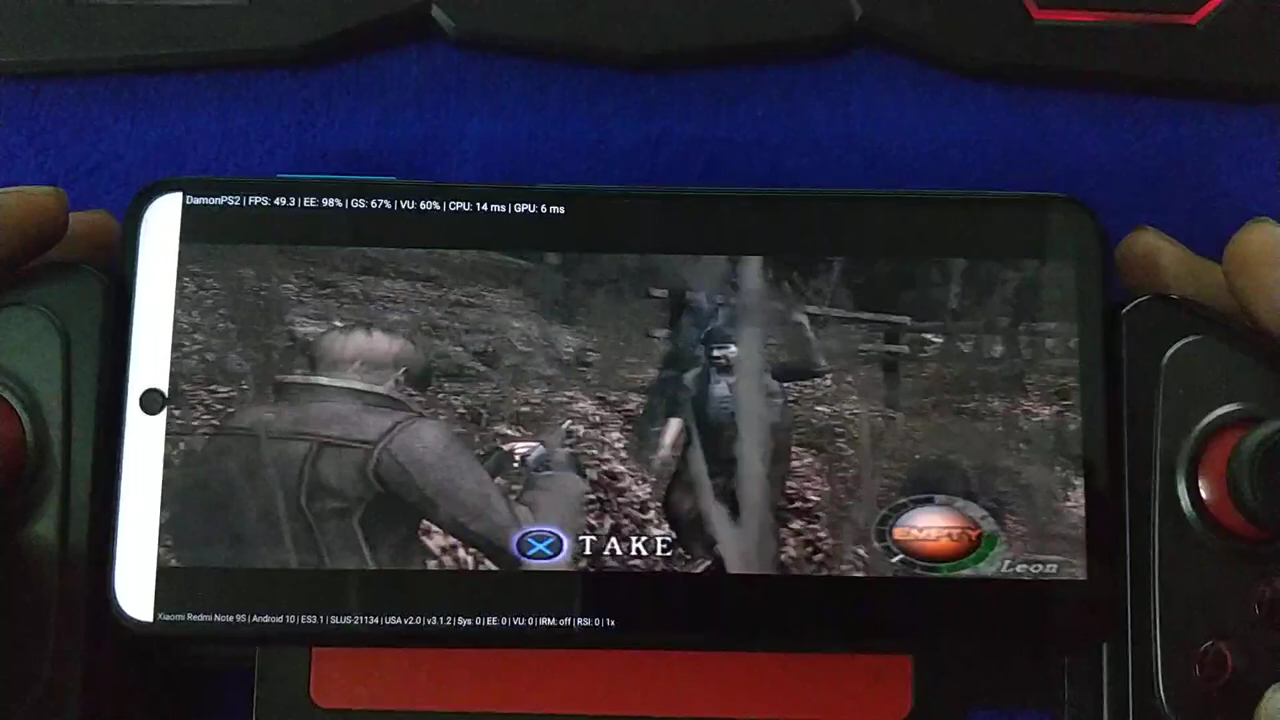 DamonPS2 | FPS: 49.3 | EE: 98% | GS: 67% | VU: 60% | CPU: 14 ms | GPU: 6 ms
TAKE
EMPTY
Leon
Xiaomi Redmi Note 9S | Android 10 | ES3.1 | SLUS-21134 | USA v2.0 | v3.1.2 | Sys: 0 | EE: 0 | VU: 0 | IRM: off | RSI: 0 | 1x